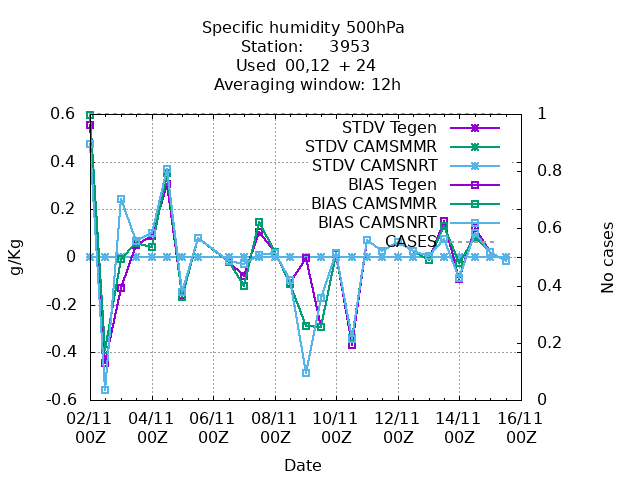 Specific humidity 500hPa
Station: 3953
Used 00,12 + 24
Averaging window: 12h
0.6
0.4
0.2
0
-0.2
-0.4
-0.6
g/Kg
STDV Tegen
STDV CAMSMMR
STDV CAMSNRT
BIAS Tegen
BIAS CAMSMMR
BIAS CAMSNRT
CASES
1
0.8
0.6
0.4
0.2
0
No cases
02/11 04/11 06/11 08/11 10/11 12/11 14/11 16/11
00Z 00Z 00Z 00Z 00Z 00Z 00Z 00Z
Date